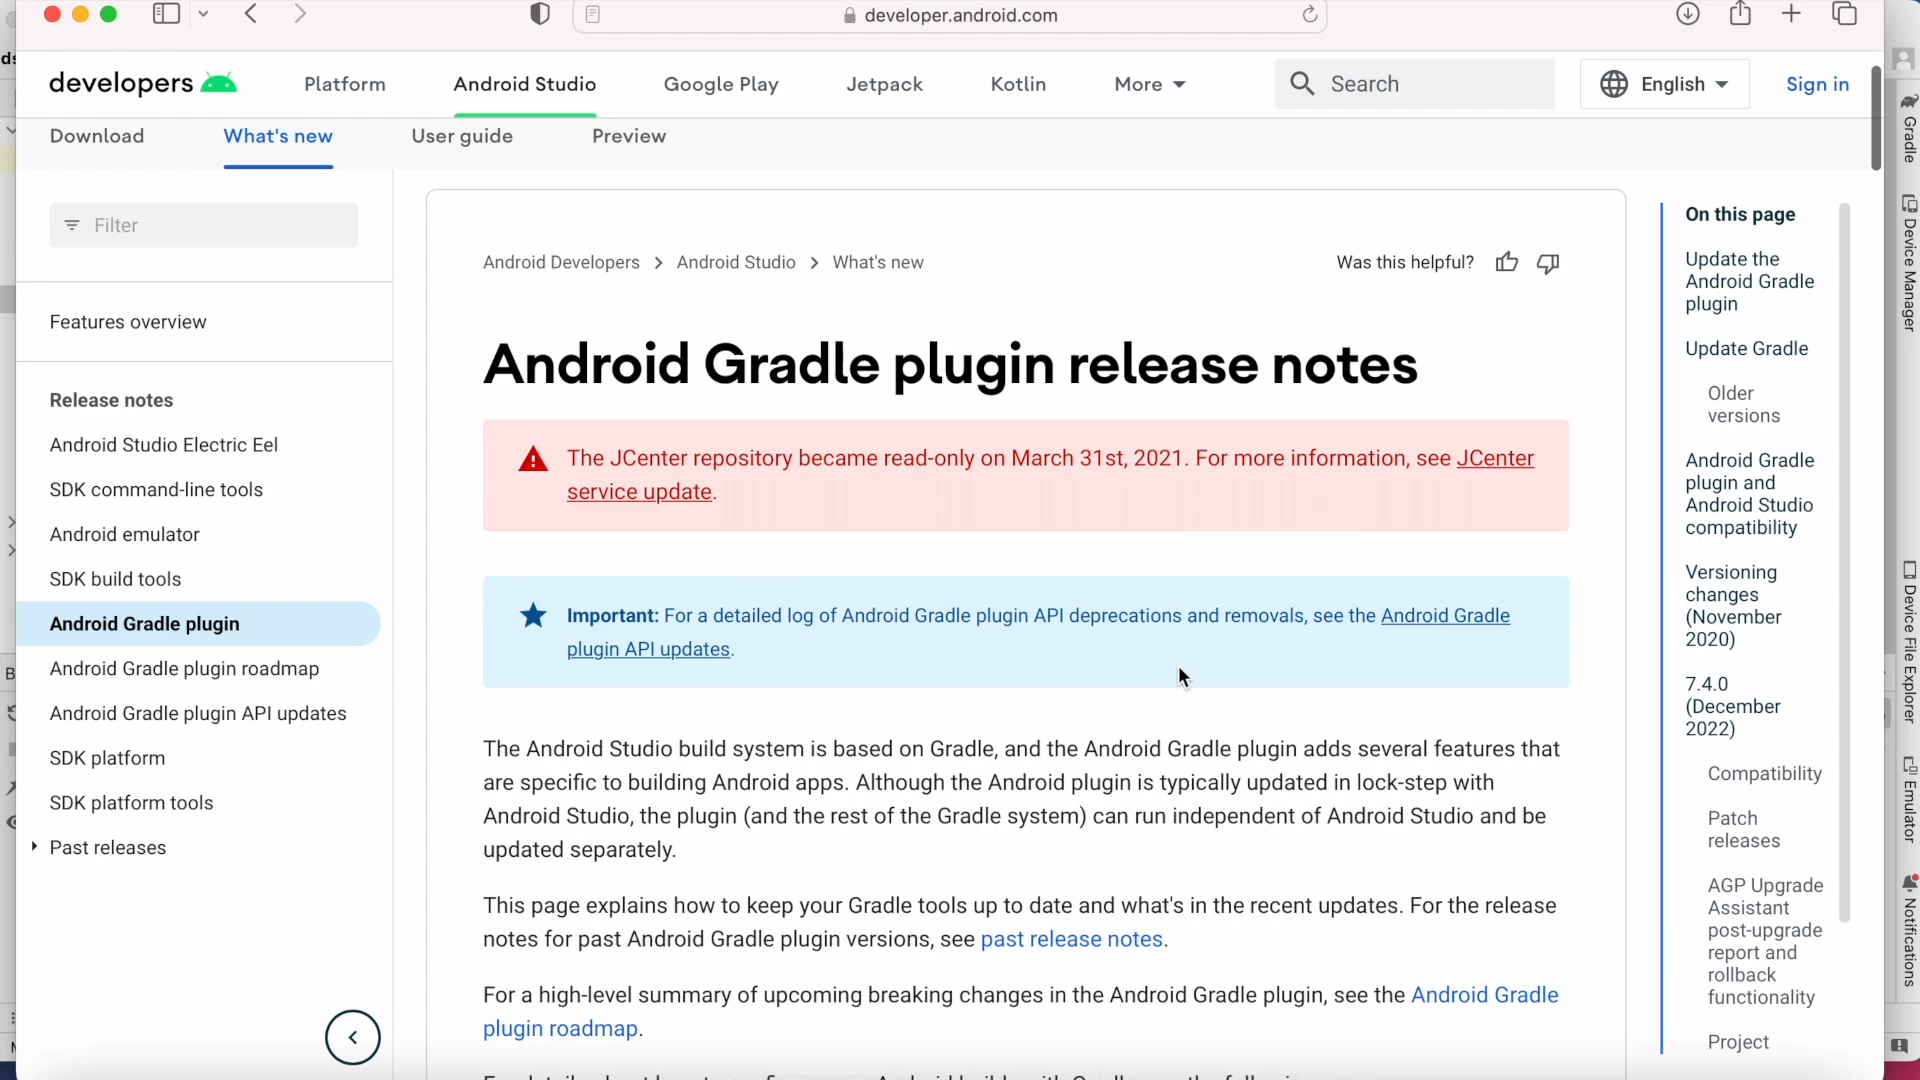 developer.android.com
developers
Platform
Android Studio
Google Play
Jetpack
Kotlin
More
Search
English
Sign in
Download
What's new
User guide
Preview
Filter
Features overview
Release notes
Android Studio Electric Eel
SDK command-line tools
Android emulator
SDK build tools
Android Gradle plugin
Android Gradle plugin roadmap
Android Gradle plugin API updates
SDK platform
SDK platform tools
Past releases
Android Developers > Android Studio > What's new
Was this helpful?
Android Gradle plugin release notes
The JCenter repository became read-only on March 31st, 2021. For more information, see JCenter
service update.
Important: For a detailed log of Android Gradle plugin API deprecations and removals, see the Android Gradle
plugin API updates.
The Android Studio build system is based on Gradle, and the Android Gradle plugin adds several features that
are specific to building Android apps. Although the Android plugin is typically updated in lock-step with
Android Studio, the plugin (and the rest of the Gradle system) can run independent of Android Studio and be
updated separately.
This page explains how to keep your Gradle tools up to date and what's in the recent updates. For the release
notes for past Android Gradle plugin versions, see past release notes.
For a high-level summary of upcoming breaking changes in the Android Gradle plugin, see the Android Gradle
plugin roadmap.
On this page
Update the
Android Gradle
plugin
Update Gradle
Older
versions
Android Gradle
plugin and
Android Studio
compatibility
Versioning
changes
(November
2020)
7.4.0
(December
2022)
Compatibility
Patch
releases
AGP Upgrade
Assistant
post-upgrade
report and
rollback
functionality
Project
Gradle
Device Manager
Device File Explorer
Emulator
Notifications